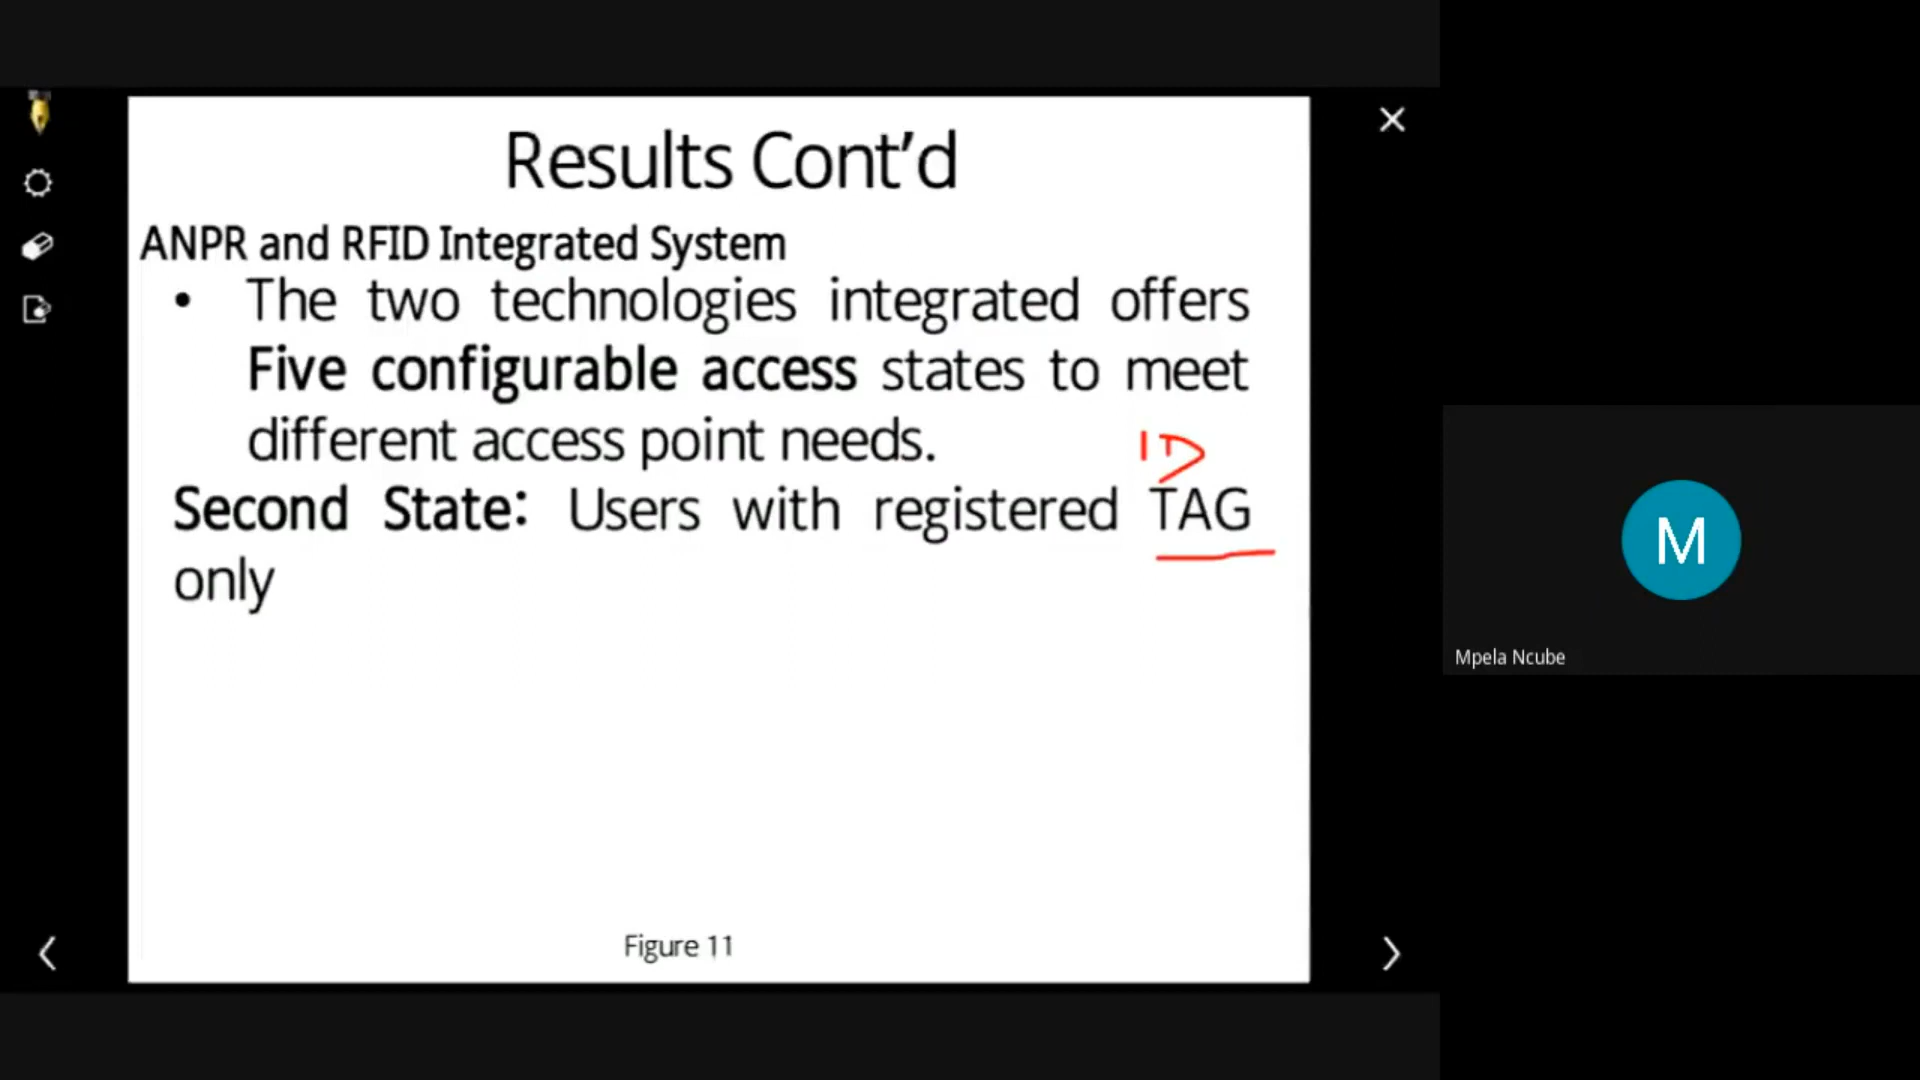 Results Cont’d
ANPR and RFID Integrated System
• The two technologies integrated offers
Five configurable access states to meet
different access point needs.
ID
Second State: Users with registered TAG
only
Figure 11
M
Mpela Ncube